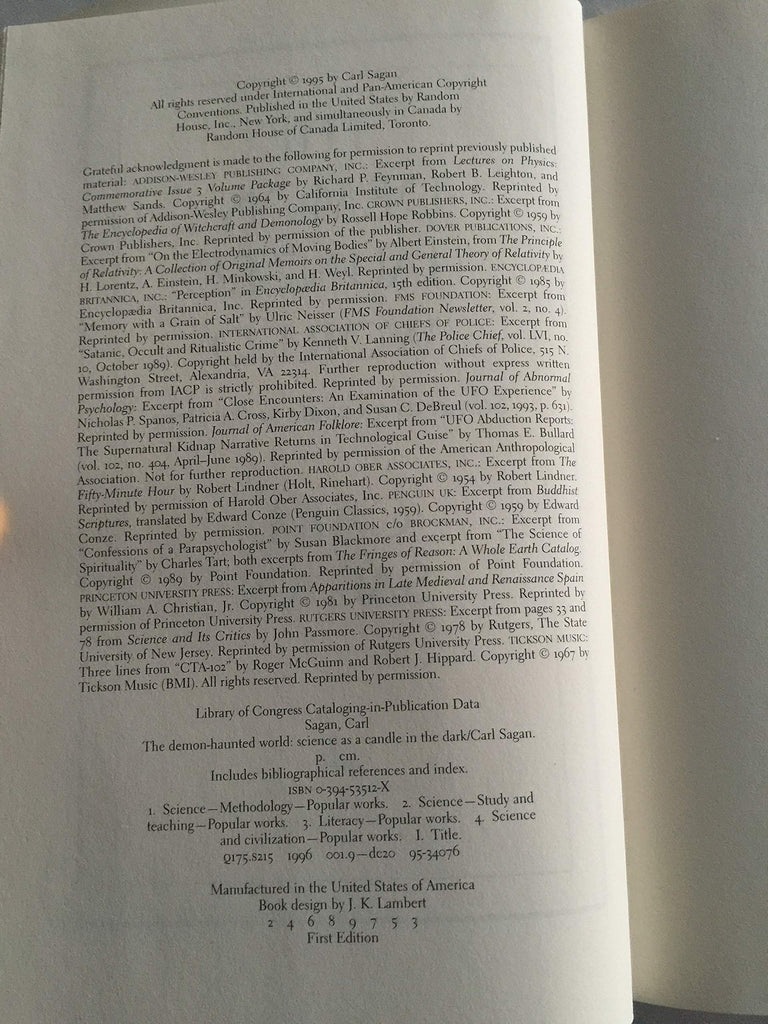 Copyright © 1995 by Carl Sagan
All rights reserved under International and Pan-American Copyright
Conventions. Published in the United States by Random
House, Inc., New York, and simultaneously in Canada by
Random House of Canada Limited, Toronto.
Grateful acknowledgment is made to the following for permission to reprint previously published
material: ADDISON-WESLEY PUBLISHING COMPANY, INC.: Excerpt from Lectures on Physics:
Commemorative Issue 3 Volume Package by Richard P. Feynman, Robert B. Leighton, and
Matthew Sands. Copyright © 1964 by California Institute of Technology. Reprinted by
permission of Addison-Wesley Publishing Company, Inc. CROWN PUBLISHERS, INC.: Excerpt from
The Encyclopedia of Witchcraft and Demonology by Rossell Hope Robbins. Copyright © 1959 by
Crown Publishers, Inc. Reprinted by permission of the publisher. DOVER PUBLICATIONS, INC.:
Excerpt from “On the Electrodynamics of Moving Bodies” by Albert Einstein, from The Principle
of Relativity: A Collection of Original Memoirs on the Special and General Theory of Relativity by
H. Lorentz, A. Einstein, H. Minkowski, and H. Weyl. Reprinted by permission. ENCYCLOPÆDIA
BRITANNICA, INC.: “Perception” in Encyclopædia Britannica, 15th edition. Copyright © 1985 by
Encyclopædia Britannica, Inc. Reprinted by permission. FMS FOUNDATION: Excerpt from
“Memory with a Grain of Salt” by Ulric Neisser (FMS Foundation Newsletter, vol. 2, no. 4).
Reprinted by permission. INTERNATIONAL ASSOCIATION OF CHIEFS OF POLICE: Excerpt from
“Satanic, Occult and Ritualistic Crime” by Kenneth V. Lanning (The Police Chief, vol. LVI, no.
10, October 1989). Copyright held by the International Association of Chiefs of Police, 515 N.
Washington Street, Alexandria, VA 22314. Further reproduction without express written
permission from IACP is strictly prohibited. Reprinted by permission. Journal of Abnormal
Psychology: Excerpt from “Close Encounters: An Examination of the UFO Experience” by
Nicholas P. Spanos, Patricia A. Cross, Kirby Dixon, and Susan C. DeBreul (vol. 102, 1993, p. 631).
Reprinted by permission. Journal of American Folklore: Excerpt from “UFO Abduction Reports:
The Supernatural Kidnap Narrative Returns in Technological Guise” by Thomas E. Bullard
(vol. 102, no. 404, April–June 1989). Reprinted by permission of the American Anthropological
Association. Not for further reproduction. HAROLD OBER ASSOCIATES, INC.: Excerpt from The
Fifty-Minute Hour by Robert Lindner (Holt, Rinehart). Copyright © 1954 by Robert Lindner.
Reprinted by permission of Harold Ober Associates, Inc. PENGUIN UK: Excerpt from Buddhist
Scriptures, translated by Edward Conze (Penguin Classics, 1959). Copyright © 1959 by Edward
Conze. Reprinted by permission. POINT FOUNDATION c/o BROCKMAN, INC.: Excerpt from
“Confessions of a Parapsychologist” by Susan Blackmore and excerpt from “The Science of
Spirituality” by Charles Tart; both excerpts from The Fringes of Reason: A Whole Earth Catalog.
Copyright © 1989 by Point Foundation. Reprinted by permission of Point Foundation.
PRINCETON UNIVERSITY PRESS: Excerpt from Apparitions in Late Medieval and Renaissance Spain
by William A. Christian, Jr. Copyright © 1981 by Princeton University Press. Reprinted by
permission of Princeton University Press. RUTGERS UNIVERSITY PRESS: Excerpt from pages 33 and
78 from Science and Its Critics by John Passmore. Copyright © 1978 by Rutgers, The State
University of New Jersey. Reprinted by permission of Rutgers University Press. TICKSON MUSIC:
Three lines from “CTA-102” by Roger McGuinn and Robert J. Hippard. Copyright © 1967 by
Tickson Music (BMI). All rights reserved. Reprinted by permission.
Library of Congress Cataloging-in-Publication Data
Sagan, Carl
The demon-haunted world: science as a candle in the dark/Carl Sagan.
p. cm.
Includes bibliographical references and index.
ISBN 0-394-53512-X
1. Science—Methodology—Popular works. 2. Science—Study and
teaching—Popular works. 3. Literacy—Popular works. 4. Science
and civilization—Popular works. I. Title.
Q175.S215 1996 001.9—dc20 95-34076
Manufactured in the United States of America
Book design by J. K. Lambert
2 4 6 8 9 7 5 3
First Edition